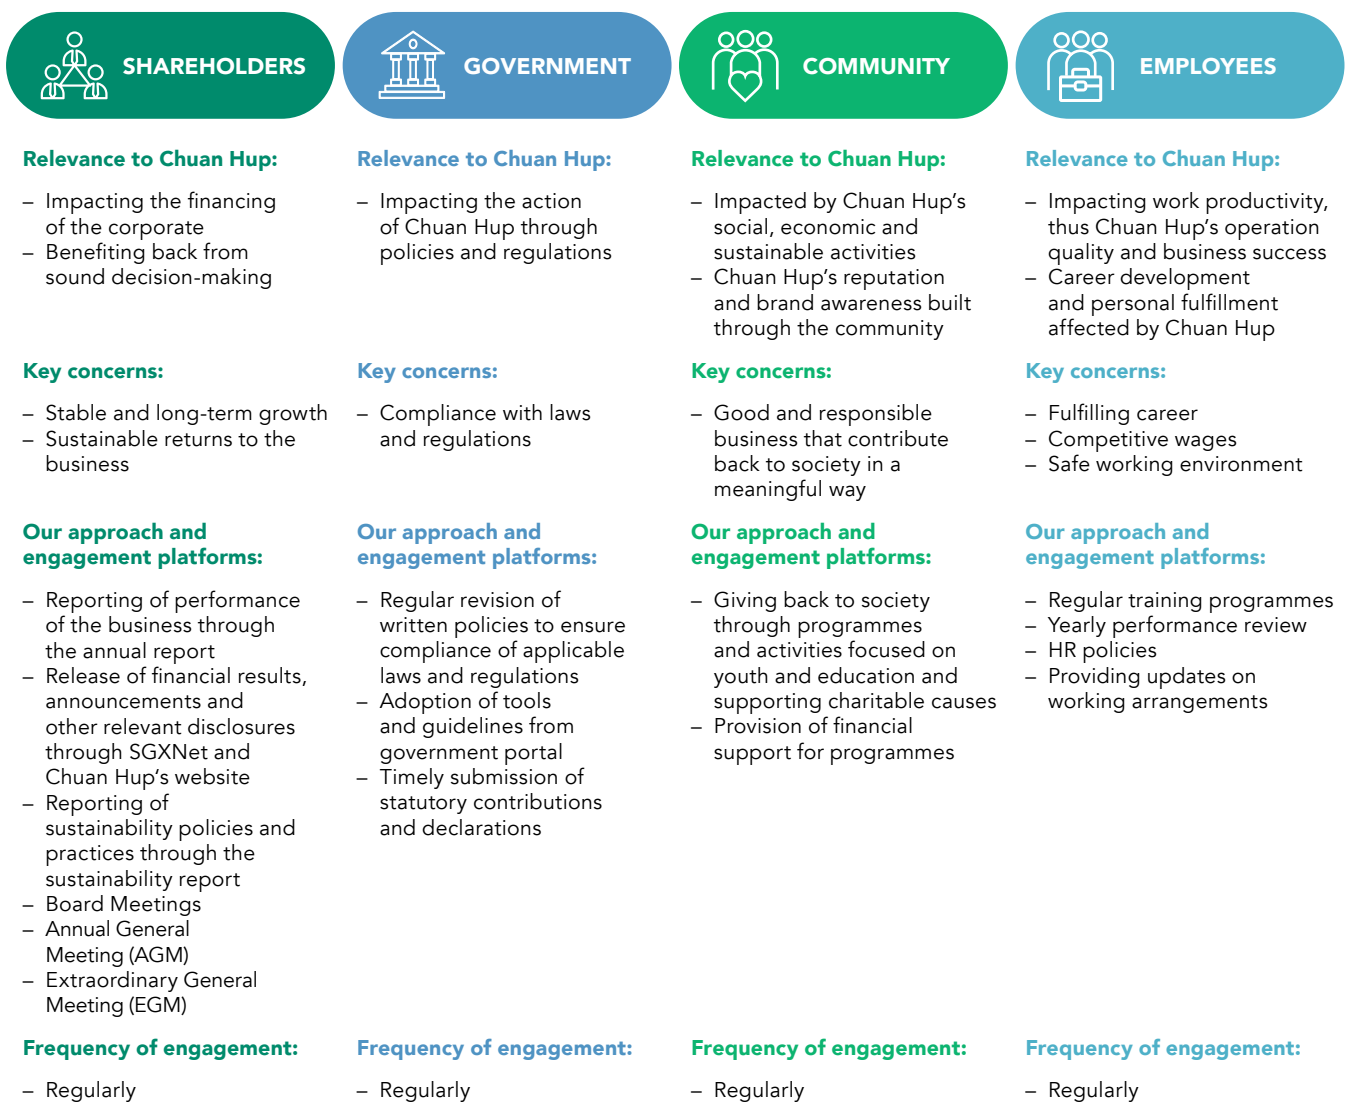 SHAREHOLDERS
Relevance to Chuan Hup:
– Impacting the financing
of the corporate
– Benefiting back from
sound decision-making
Key concerns:
– Stable and long-term growth
– Sustainable returns to the
business
Our approach and
engagement platforms:
– Reporting of performance
of the business through
the annual report
– Release of financial results,
announcements and
other relevant disclosures
through SGXNet and
Chuan Hup's website
– Reporting of
sustainability policies and
practices through the
sustainability report
– Board Meetings
– Annual General
Meeting (AGM)
– Extraordinary General
Meeting (EGM)
Frequency of engagement:
– Regularly
GOVERNMENT
Relevance to Chuan Hup:
– Impacting the action
of Chuan Hup through
policies and regulations
Key concerns:
– Compliance with laws
and regulations
Our approach and
engagement platforms:
– Regular revision of
written policies to ensure
compliance of applicable
laws and regulations
– Adoption of tools
and guidelines from
government portal
– Timely submission of
statutory contributions
and declarations
Frequency of engagement:
– Regularly
COMMUNITY
Relevance to Chuan Hup:
– Impacted by Chuan Hup's
social, economic and
sustainable activities
– Chuan Hup's reputation
and brand awareness built
through the community
Key concerns:
– Good and responsible
business that contribute
back to society in a
meaningful way
Our approach and
engagement platforms:
– Giving back to society
through programmes
and activities focused on
youth and education and
supporting charitable causes
– Provision of financial
support for programmes
Frequency of engagement:
– Regularly
EMPLOYEES
Relevance to Chuan Hup:
– Impacting work productivity,
thus Chuan Hup's operation
quality and business success
– Career development
and personal fulfillment
affected by Chuan Hup
Key concerns:
– Fulfilling career
– Competitive wages
– Safe working environment
Our approach and
engagement platforms:
– Regular training programmes
– Yearly performance review
– HR policies
– Providing updates on
working arrangements
Frequency of engagement:
– Regularly